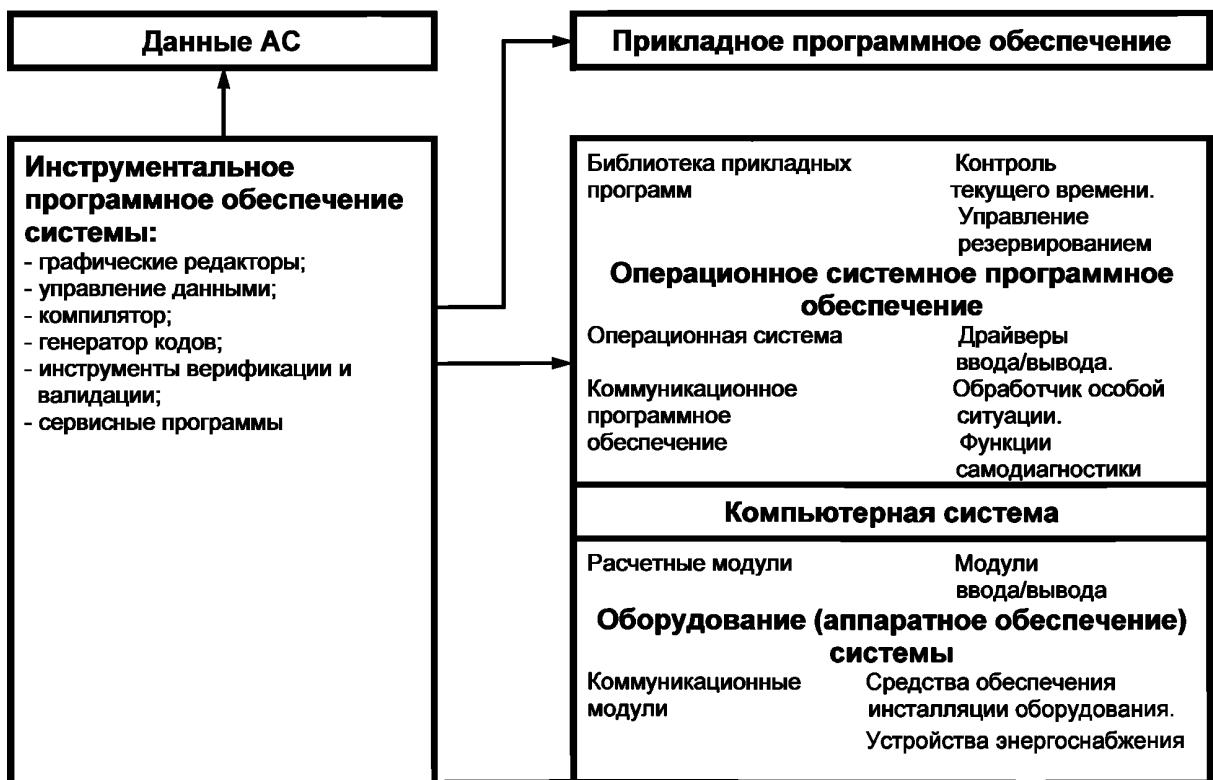 Данные АС
Прикладное программное обеспечение
Инструментальное
программное обеспечение
системы:
- графические редакторы;
- управление данными;
- компилятор;
- генератор кодов;
- инструменты верификации и
валидации;
- сервисные программы
Библиотека прикладных
программ
Контроль
текущего времени.
Управление
резервированием
Операционное системное программное
обеспечение
Операционная система
Драйверы
ввода/вывода.
Коммуникационное
программное
обеспечение
Обработчик особой
ситуации.
Функции
самодиагностики
Компьютерная система
Расчетные модули
Модули
ввода/вывода
Оборудование (аппаратное обеспечение)
системы
Коммуникационные
модули
Средства обеспечения
инсталляции оборудования.
Устройства энергоснабжения